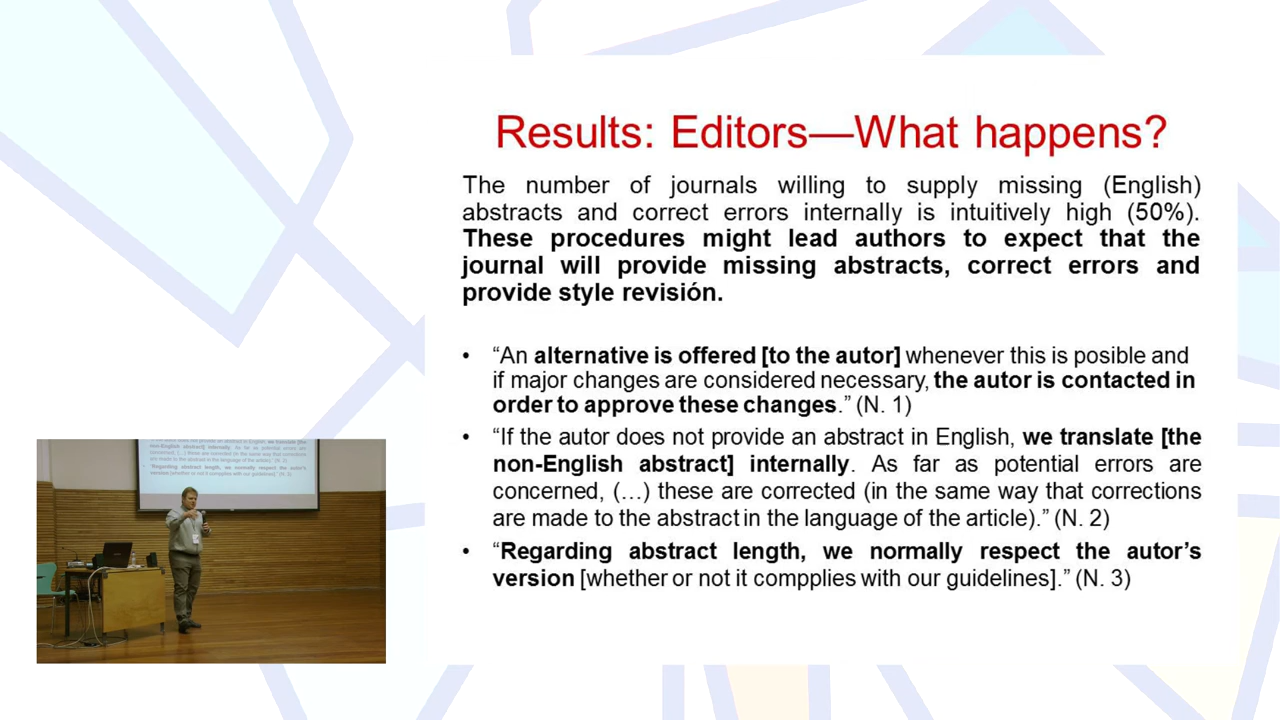 Results: Editors—What happens?
The number of journals willing to supply missing (English)
abstracts and correct errors internally is intuitively high (50%).
These procedures might lead authors to expect that the
journal will provide missing abstracts, correct errors and
provide style revisión.
• “An alternative is offered [to the autor] whenever this is posible and
if major changes are considered necessary, the autor is contacted in
order to approve these changes.” (N. 1)
• “If the autor does not provide an abstract in English, we translate [the
non-English abstract] internally. As far as potential errors are
concerned, (…) these are corrected (in the same way that corrections
are made to the abstract in the language of the article).” (N. 2)
• “Regarding abstract length, we normally respect the autor’s
version [whether or not it compplies with our guidelines].” (N. 3)